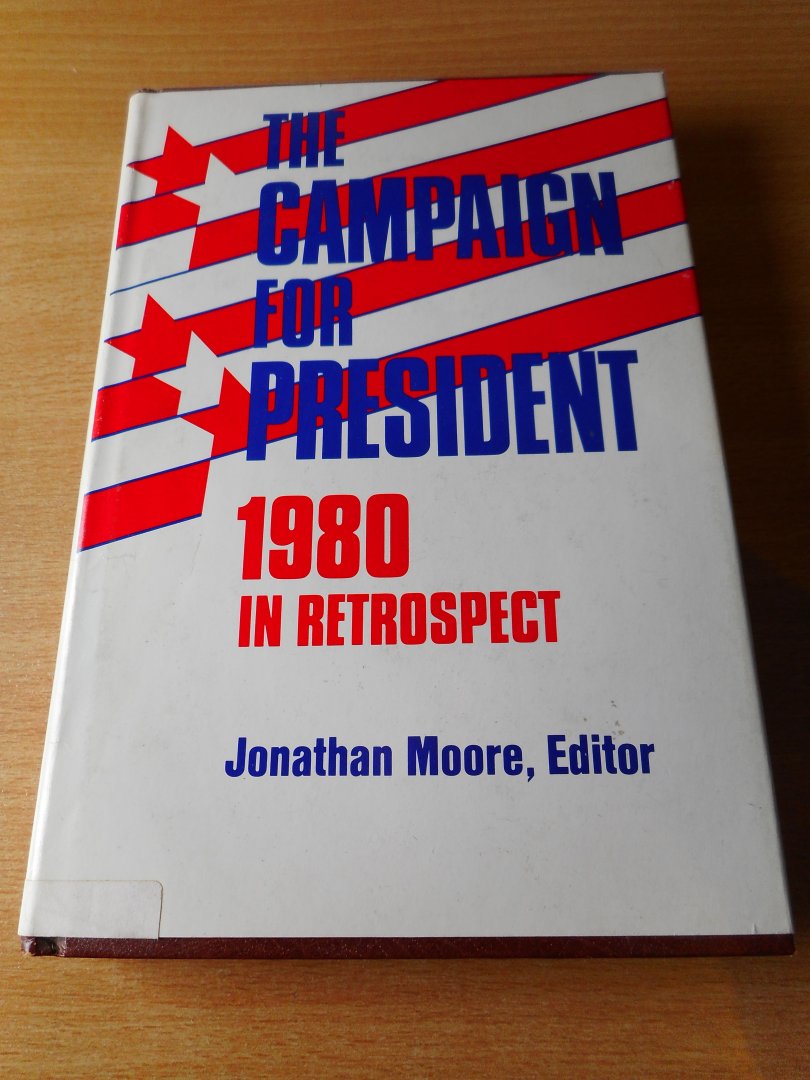 THE
CAMPAIGN
FOR
PRESIDENT
1980
IN RETROSPECT
Jonathan Moore, Editor